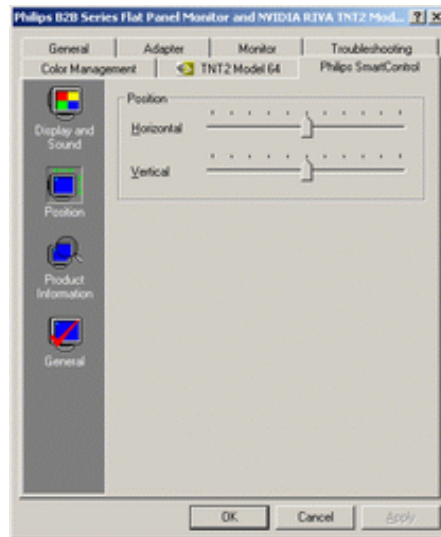 Philips B2B Series Flat Panel Monitor and NVIDIA RIVA TNT2 Mod...
General Adapter Monitor Troubleshooting
Color Management TNT2 Model 64 Philips SmartControl
Display and
Sound
Position
Product
Information
General
Position
Horizontal
Vertical
OK Cancel Apply